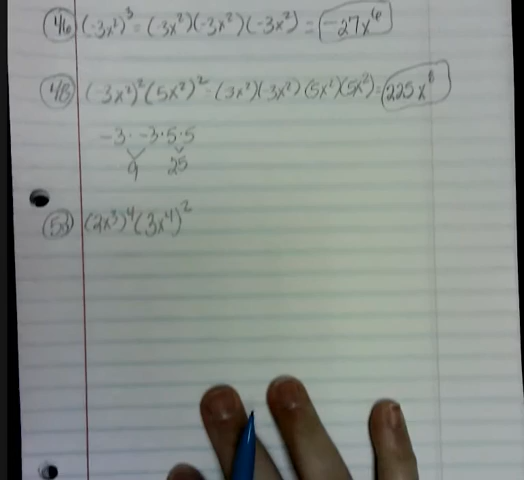 46 (-3x²)³ = (3x²)(-3x²)(-3x²) = -27x⁶
48 (-3x²)²(5x²)² = (3x²)(-3x²)(5x²)(5x²) = 225x⁸
-3·-3·5·5
9 25
53 (2x³)⁴(3x⁴)²